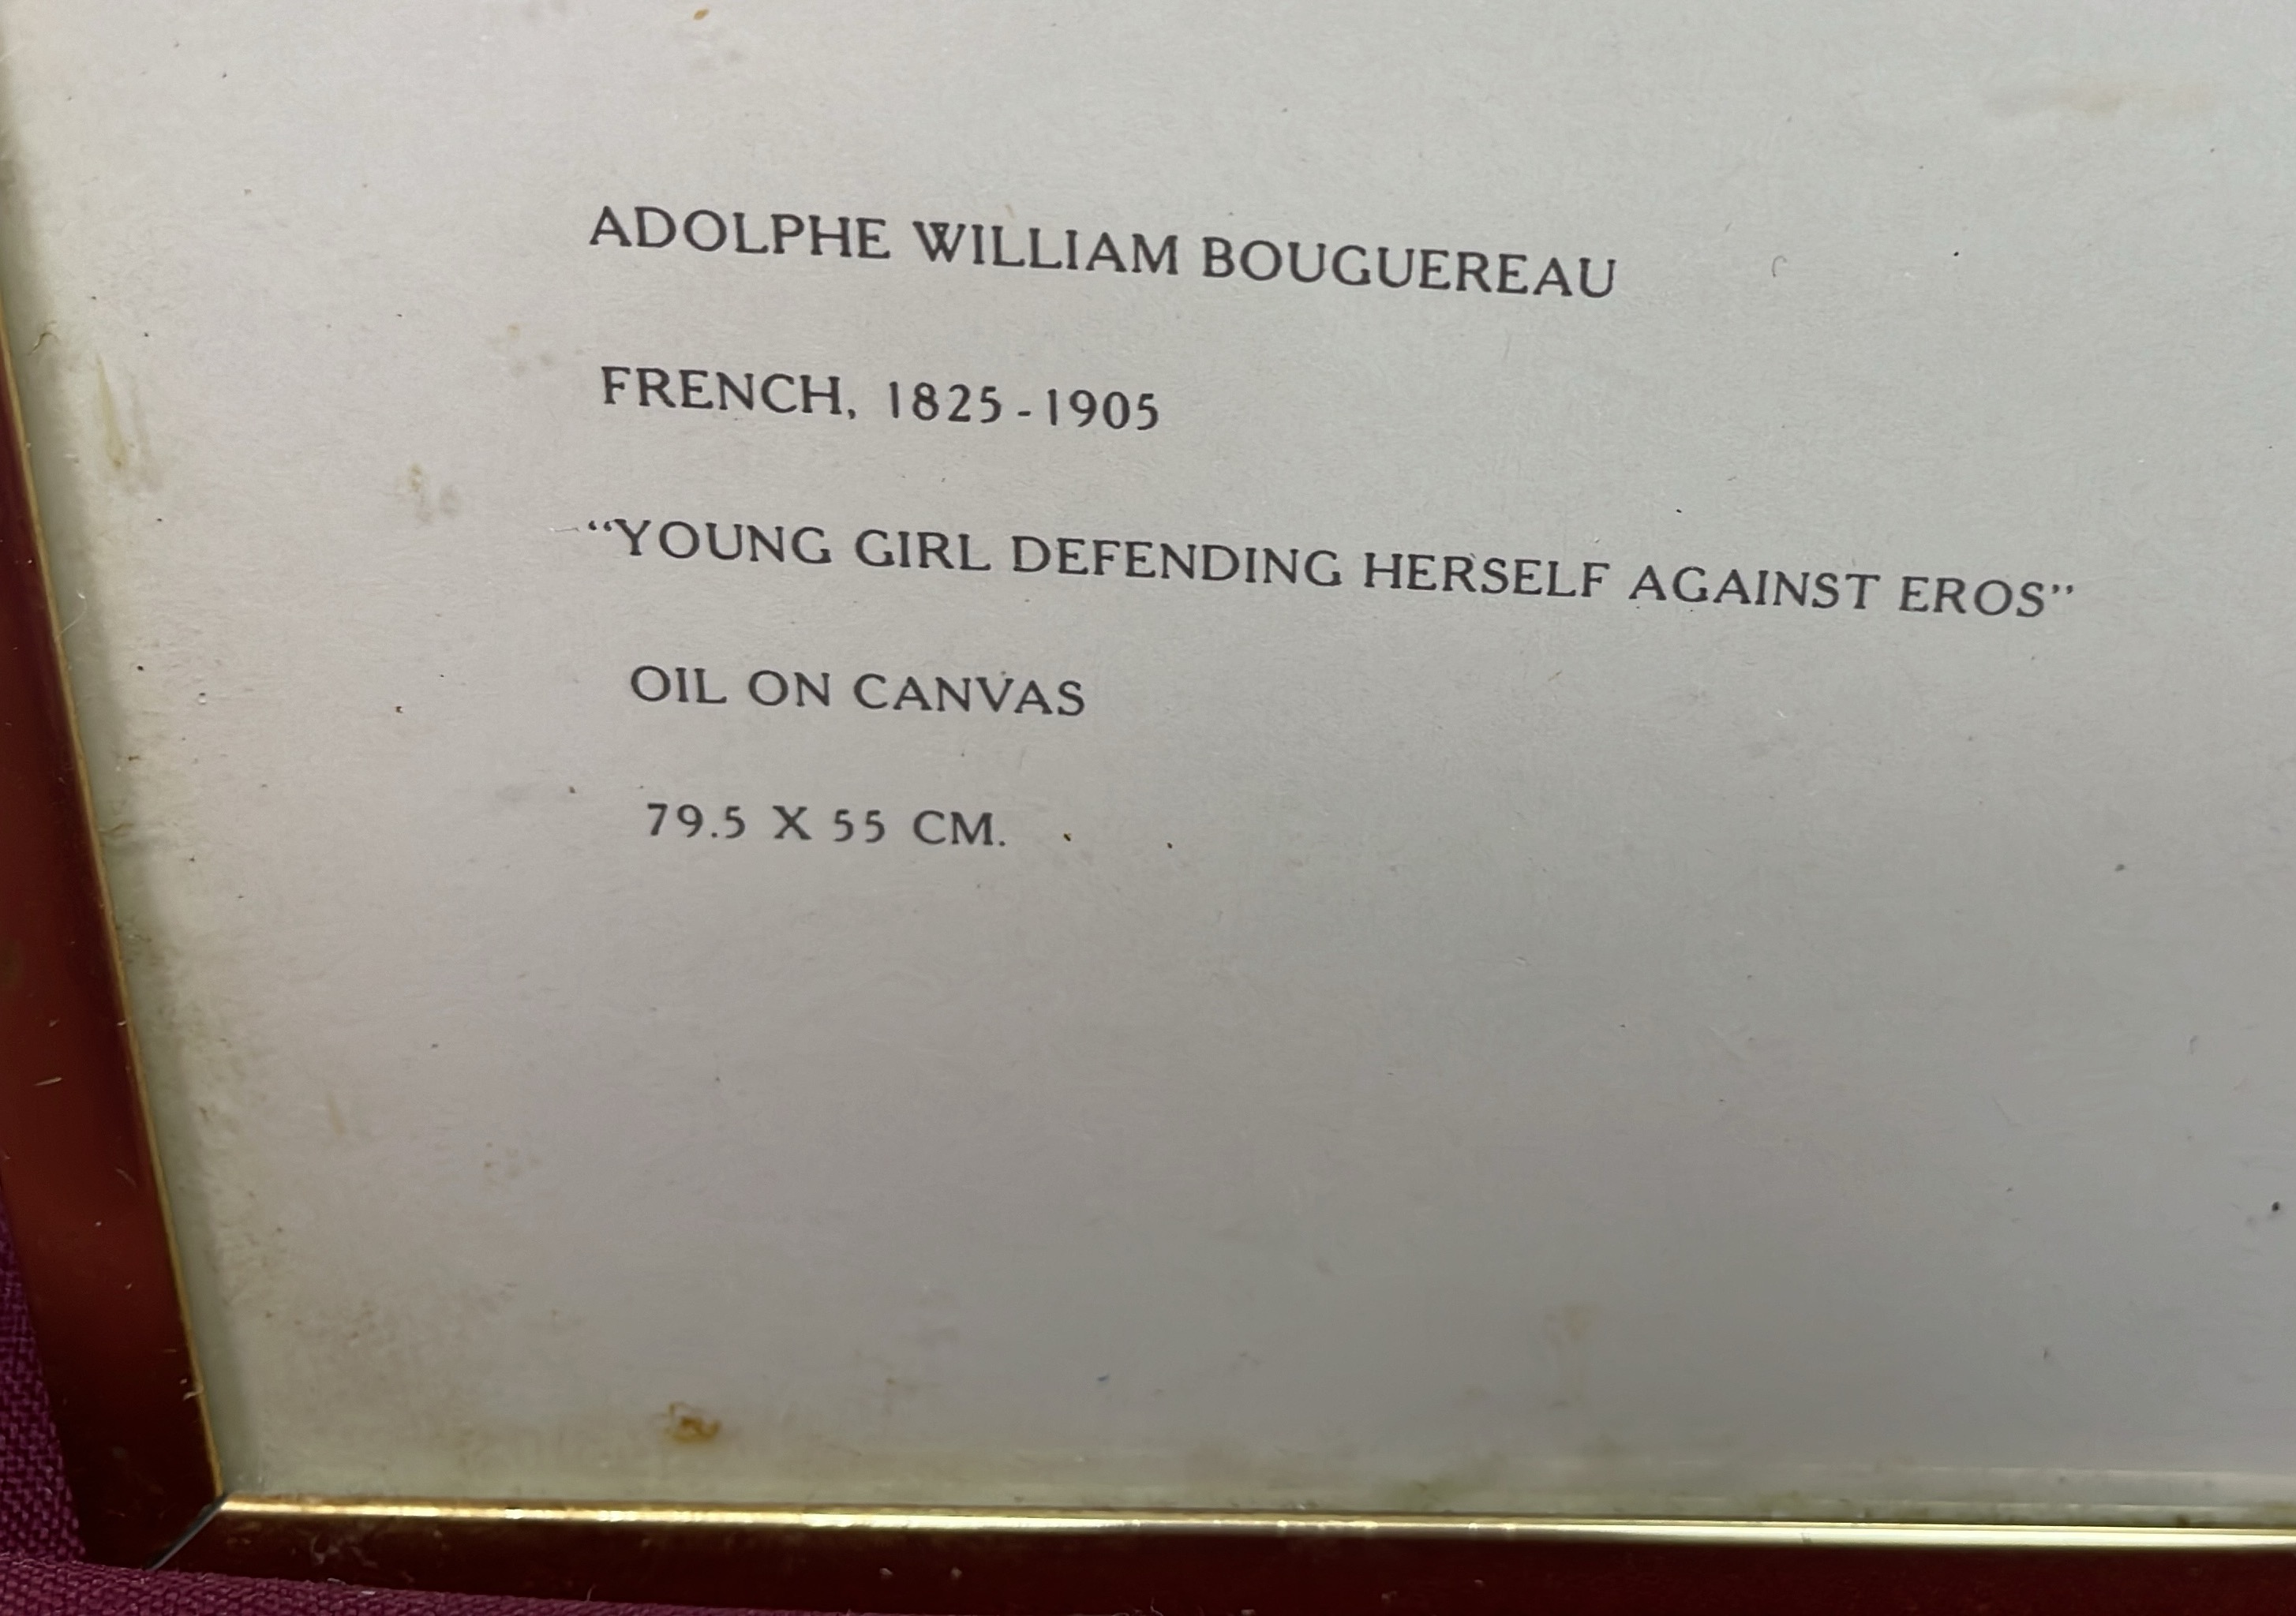 ADOLPHE WILLIAM BOUGUEREAU
FRENCH, 1825-1905
“YOUNG GIRL DEFENDING HERSELF AGAINST EROS”
OIL ON CANVAS
79.5 X 55 CM.